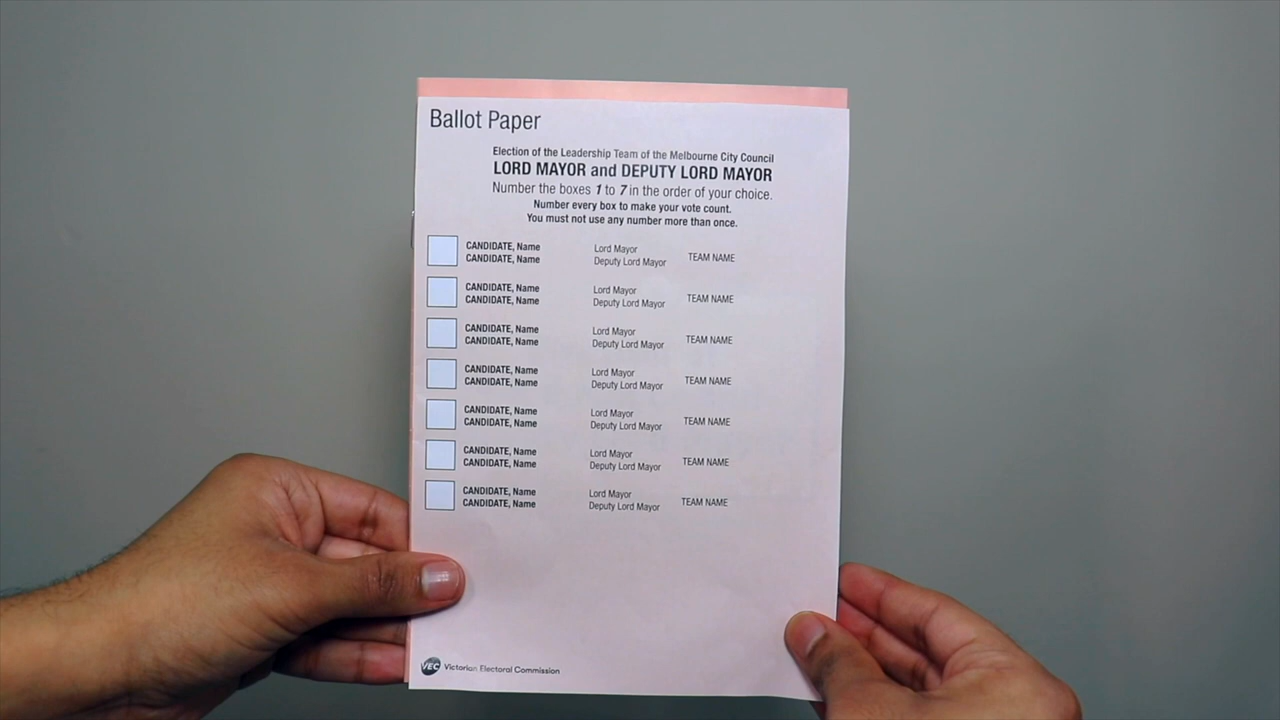 Ballot Paper
Election of the Leadership Team of the Melbourne City Council
LORD MAYOR and DEPUTY LORD MAYOR
Number the boxes 1 to 7 in the order of your choice.
Number every box to make your vote count.
You must not use any number more than once.
CANDIDATE, Name Lord Mayor TEAM NAME
CANDIDATE, Name Deputy Lord Mayor
CANDIDATE, Name Lord Mayor TEAM NAME
CANDIDATE, Name Deputy Lord Mayor
CANDIDATE, Name Lord Mayor TEAM NAME
CANDIDATE, Name Deputy Lord Mayor
CANDIDATE, Name Lord Mayor TEAM NAME
CANDIDATE, Name Deputy Lord Mayor
CANDIDATE, Name Lord Mayor TEAM NAME
CANDIDATE, Name Deputy Lord Mayor
CANDIDATE, Name Lord Mayor TEAM NAME
CANDIDATE, Name Deputy Lord Mayor
CANDIDATE, Name Lord Mayor TEAM NAME
CANDIDATE, Name Deputy Lord Mayor
VEC Victorian Electoral Commission